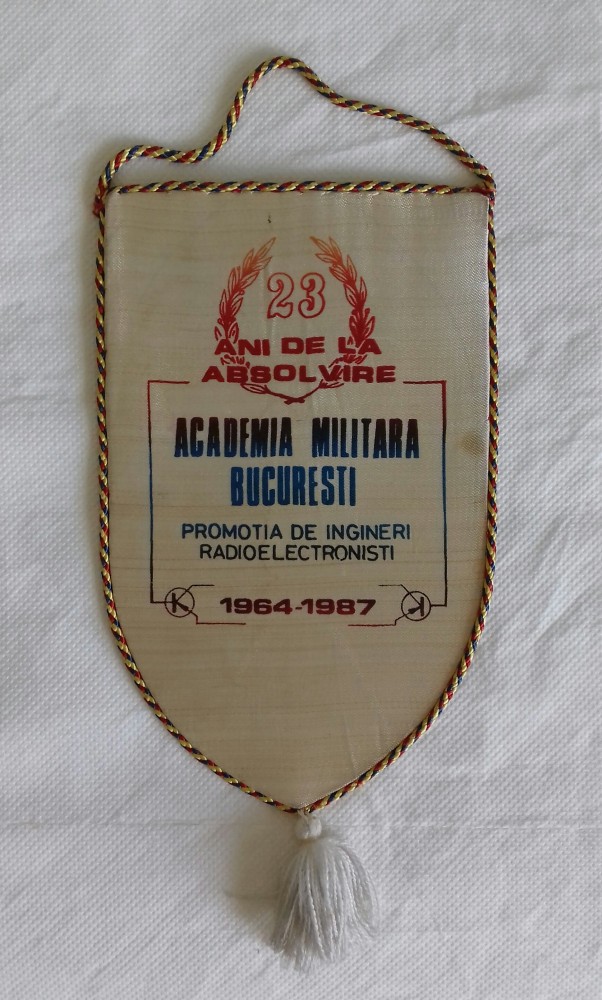 23
ANI DE LA
ABSOLVIRE
ACADEMIA MILITARA
BUCURESTI
PROMOTIA DE INGINERI
RADIOELECTRONISTI
1964-1987